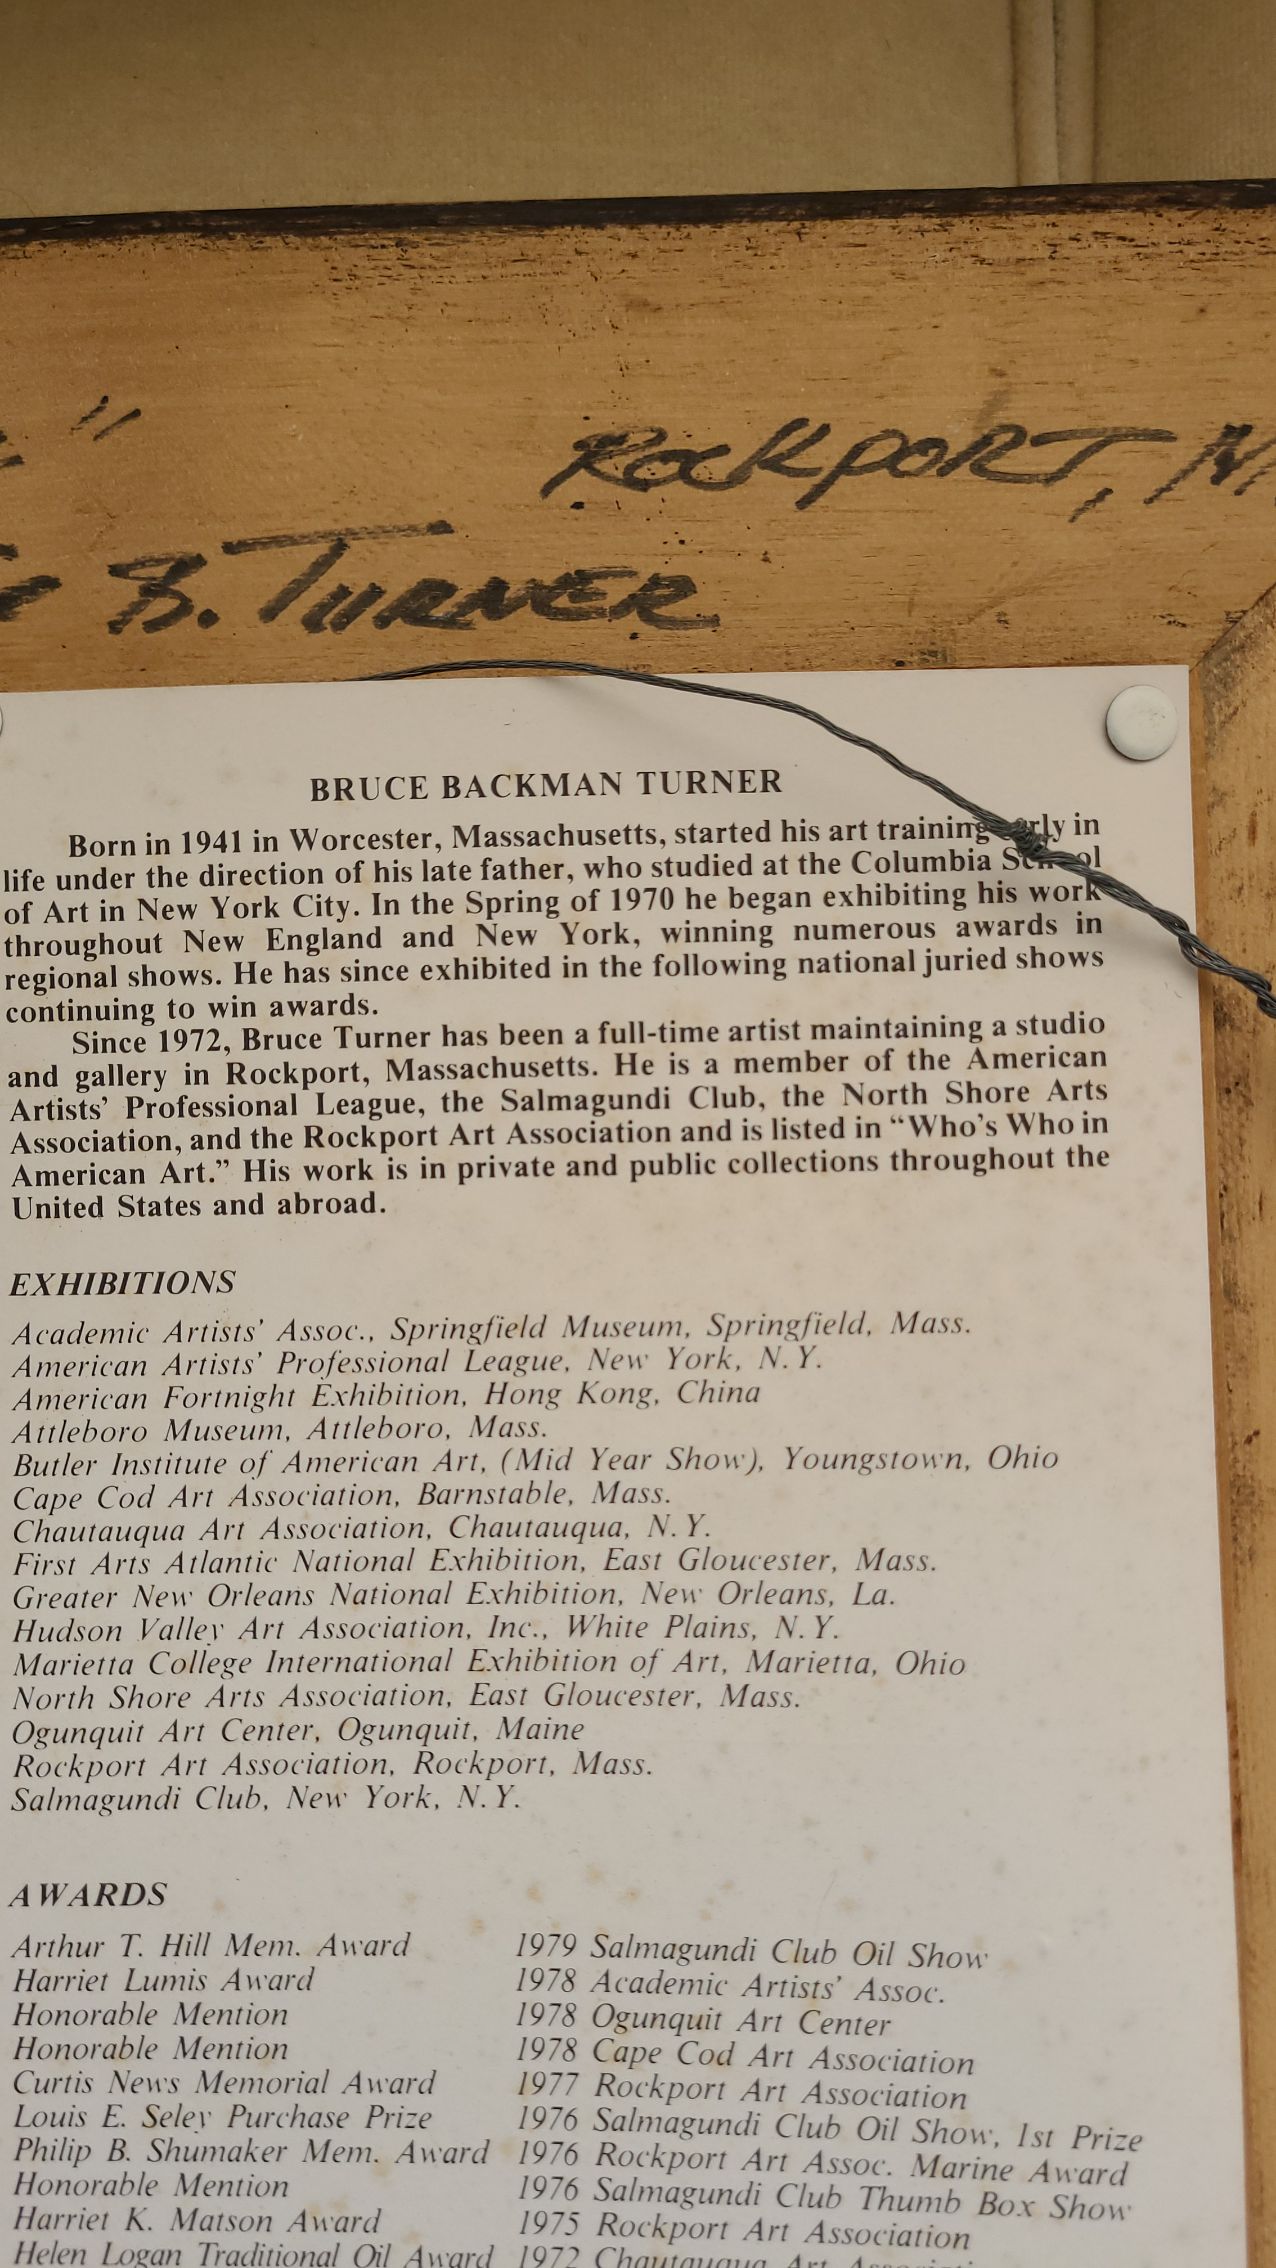 " ROCKPORT,
B. TURNER
BRUCE BACKMAN TURNER
Born in 1941 in Worcester, Massachusetts, started his art training early in
life under the direction of his late father, who studied at the Columbia School
of Art in New York City. In the Spring of 1970 he began exhibiting his work
throughout New England and New York, winning numerous awards in
regional shows. He has since exhibited in the following national juried shows
continuing to win awards.
Since 1972, Bruce Turner has been a full-time artist maintaining a studio
and gallery in Rockport, Massachusetts. He is a member of the American
Artists' Professional League, the Salmagundi Club, the North Shore Arts
Association, and the Rockport Art Association and is listed in “Who's Who in
American Art.” His work is in private and public collections throughout the
United States and abroad.
EXHIBITIONS
Academic Artists' Assoc., Springfield Museum, Springfield, Mass.
American Artists' Professional League, New York, N.Y.
American Fortnight Exhibition, Hong Kong, China
Attleboro Museum, Attleboro, Mass.
Butler Institute of American Art, (Mid Year Show), Youngstown, Ohio
Cape Cod Art Association, Barnstable, Mass.
Chautauqua Art Association, Chautauqua, N.Y.
First Arts Atlantic National Exhibition, East Gloucester, Mass.
Greater New Orleans National Exhibition, New Orleans, La.
Hudson Valley Art Association, Inc., White Plains, N.Y.
Marietta College International Exhibition of Art, Marietta, Ohio
North Shore Arts Association, East Gloucester, Mass.
Ogunquit Art Center, Ogunquit, Maine
Rockport Art Association, Rockport, Mass.
Salmagundi Club, New York, N.Y.
AWARDS
Arthur T. Hill Mem. Award 1979 Salmagundi Club Oil Show
Harriet Lumis Award 1978 Academic Artists' Assoc.
Honorable Mention 1978 Ogunquit Art Center
Honorable Mention 1978 Cape Cod Art Association
Curtis News Memorial Award 1977 Rockport Art Association
Louis E. Seley Purchase Prize 1976 Salmagundi Club Oil Show, 1st Prize
Philip B. Shumaker Mem. Award 1976 Rockport Art Assoc. Marine Award
Honorable Mention 1976 Salmagundi Club Thumb Box Show
Harriet K. Matson Award 1975 Rockport Art Association
Helen Logan Traditional Oil Award 1972 Chautauqua Art